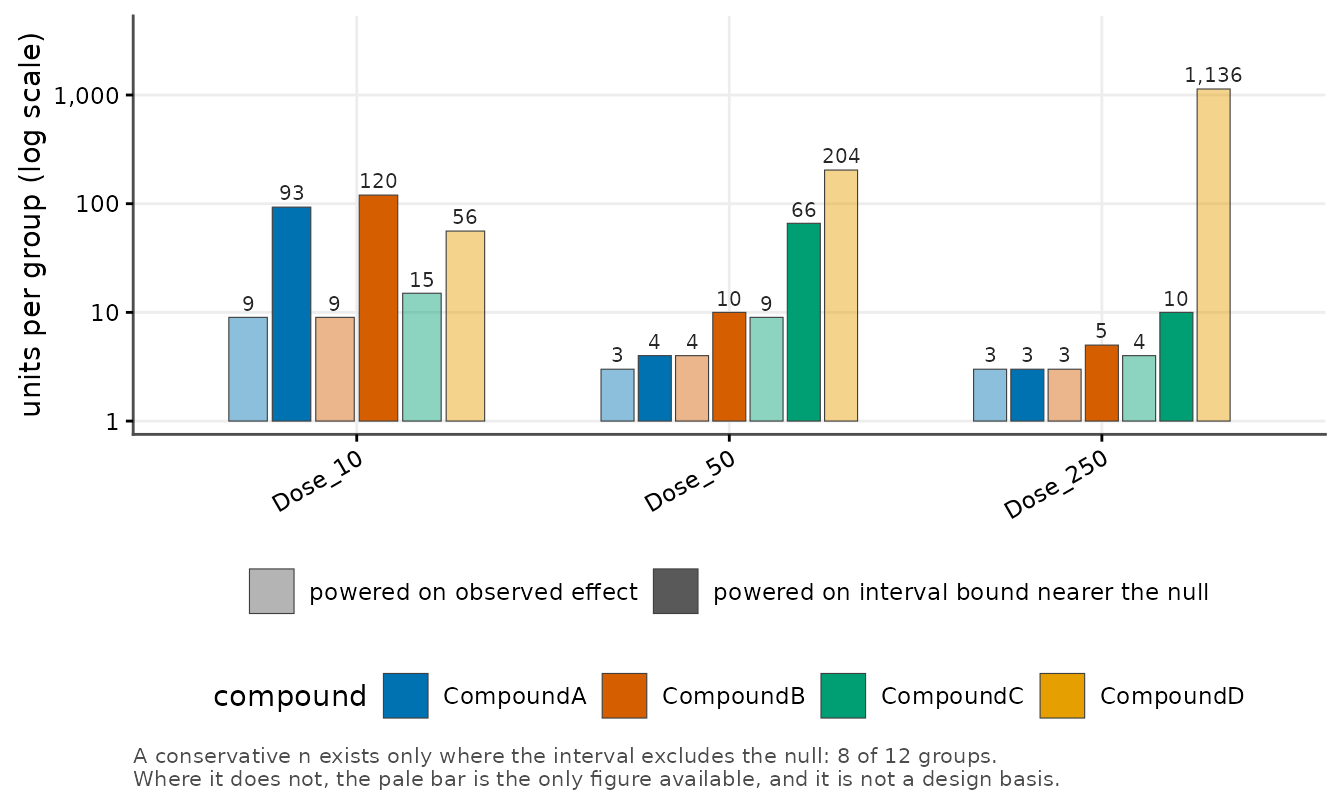 units per group (log scale)
1,000
100
10
1
9
93
9
120
15
56
3
4
4
10
9
66
204
3
3
3
5
4
10
1,136
Dose_10
Dose_50
Dose_250
powered on observed effect
powered on interval bound nearer the null
compound
CompoundA
CompoundB
CompoundC
CompoundD
A conservative n exists only where the interval excludes the null: 8 of 12 groups.
Where it does not, the pale bar is the only figure available, and it is not a design basis.